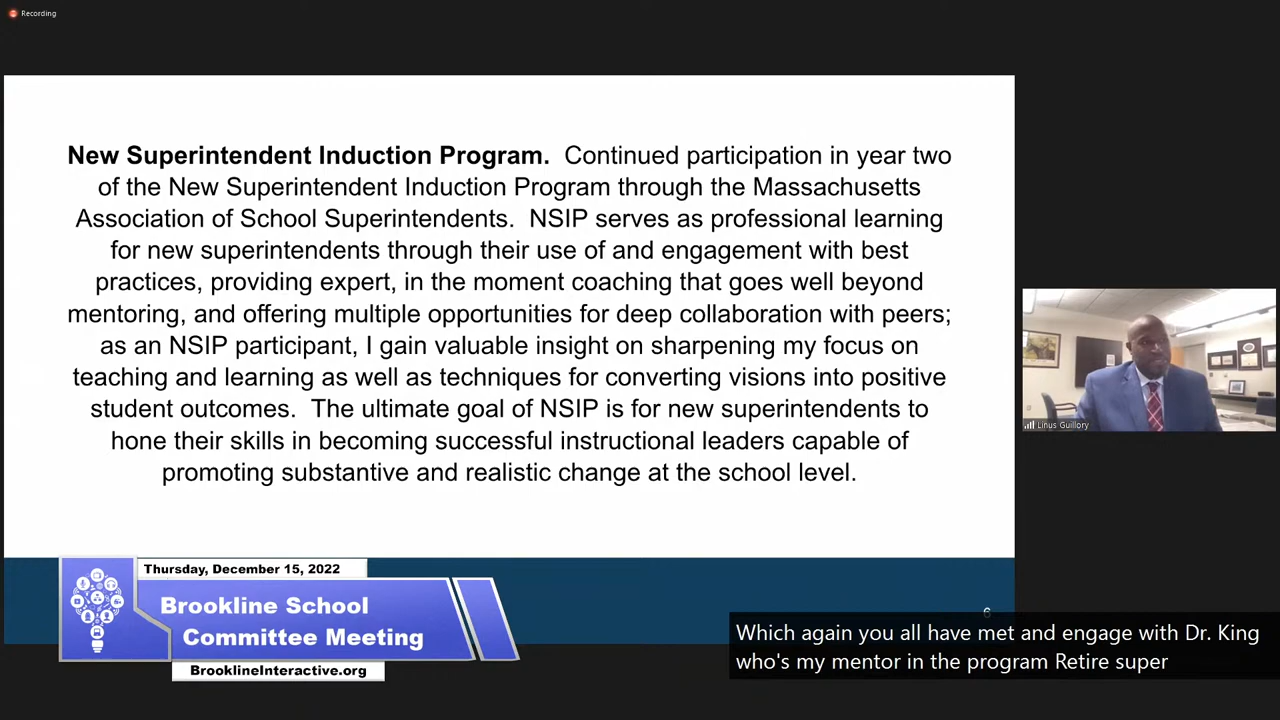 Recording
New Superintendent Induction Program. Continued participation in year two
of the New Superintendent Induction Program through the Massachusetts
Association of School Superintendents. NSIP serves as professional learning
for new superintendents through their use of and engagement with best
practices, providing expert, in the moment coaching that goes well beyond
mentoring, and offering multiple opportunities for deep collaboration with peers;
as an NSIP participant, I gain valuable insight on sharpening my focus on
teaching and learning as well as techniques for converting visions into positive
student outcomes. The ultimate goal of NSIP is for new superintendents to
hone their skills in becoming successful instructional leaders capable of
promoting substantive and realistic change at the school level.
Linus Guillory
Thursday, December 15, 2022
Brookline School
Committee Meeting
BrooklineInteractive.org
6
Which again you all have met and engage with Dr. King
who's my mentor in the program Retire super